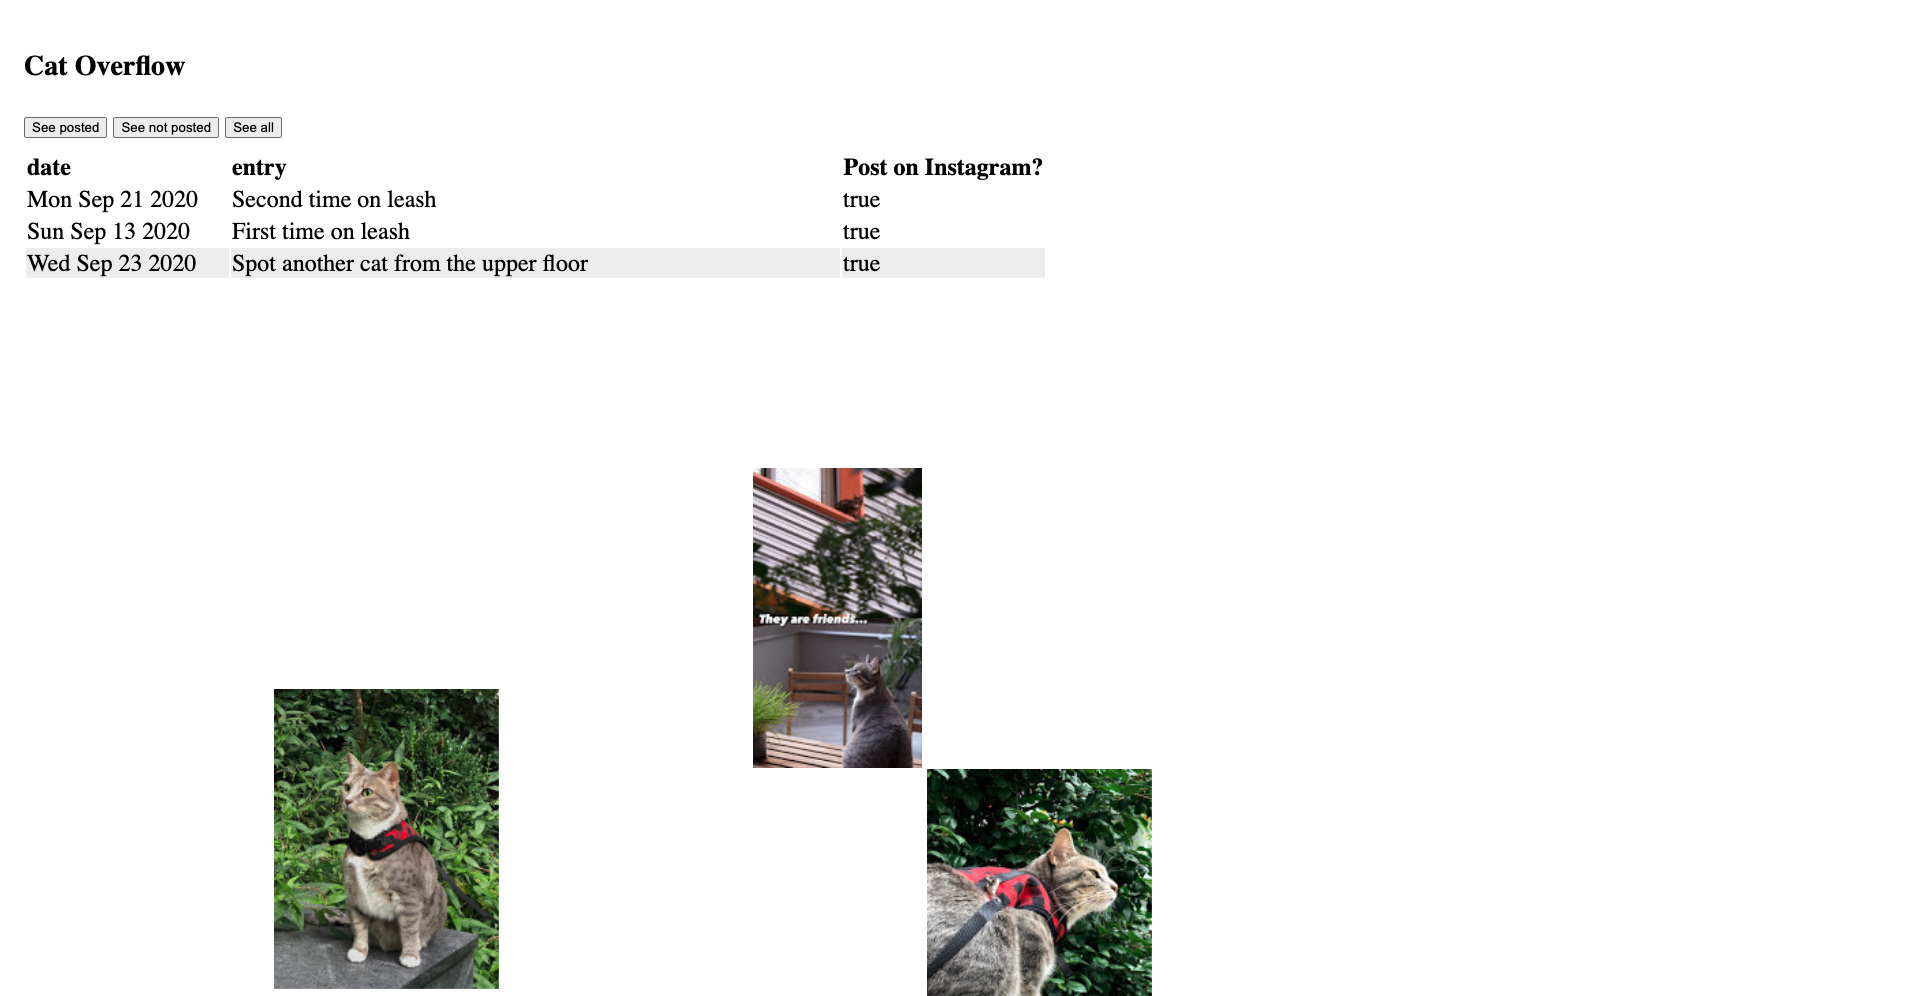 Cat Overflow
See posted See not posted See all
date entry Post on Instagram?
Mon Sep 21 2020 Second time on leash true
Sun Sep 13 2020 First time on leash true
Wed Sep 23 2020 Spot another cat from the upper floor true
They are friends...